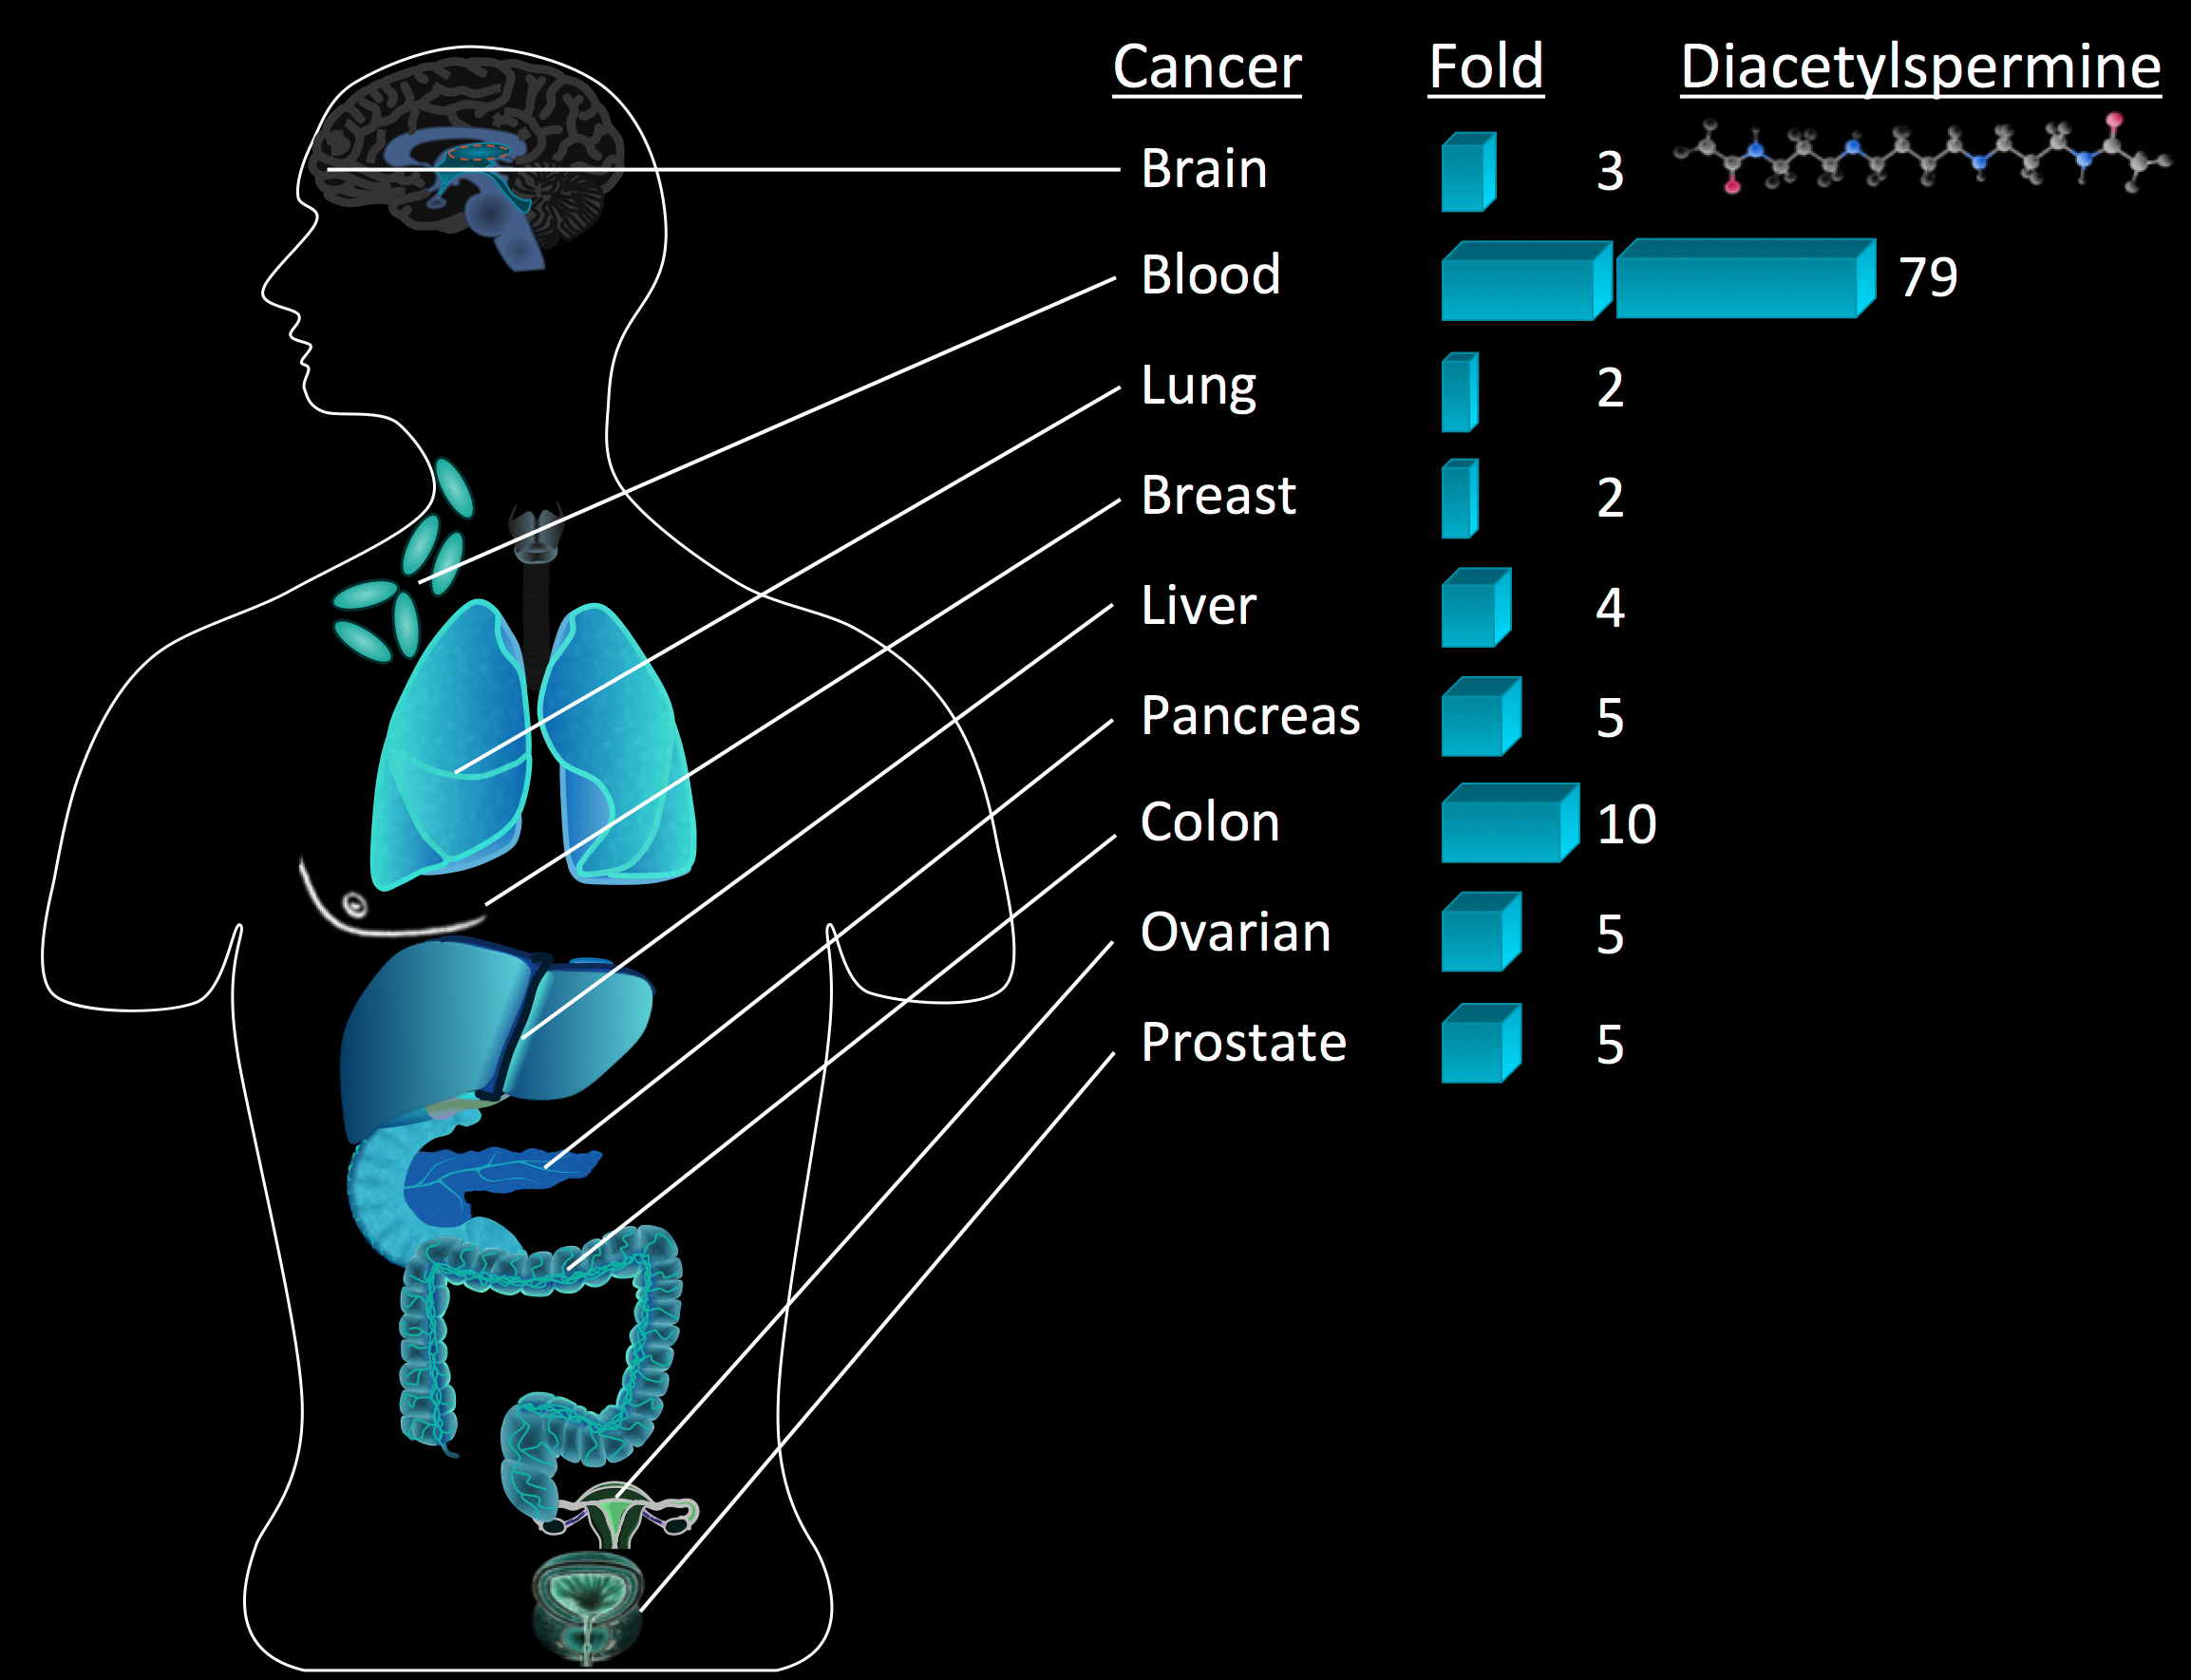 Cancer Fold Diacetylspermine
Brain 3
Blood 79
Lung 2
Breast 2
Liver 4
Pancreas 5
Colon 10
Ovarian 5
Prostate 5